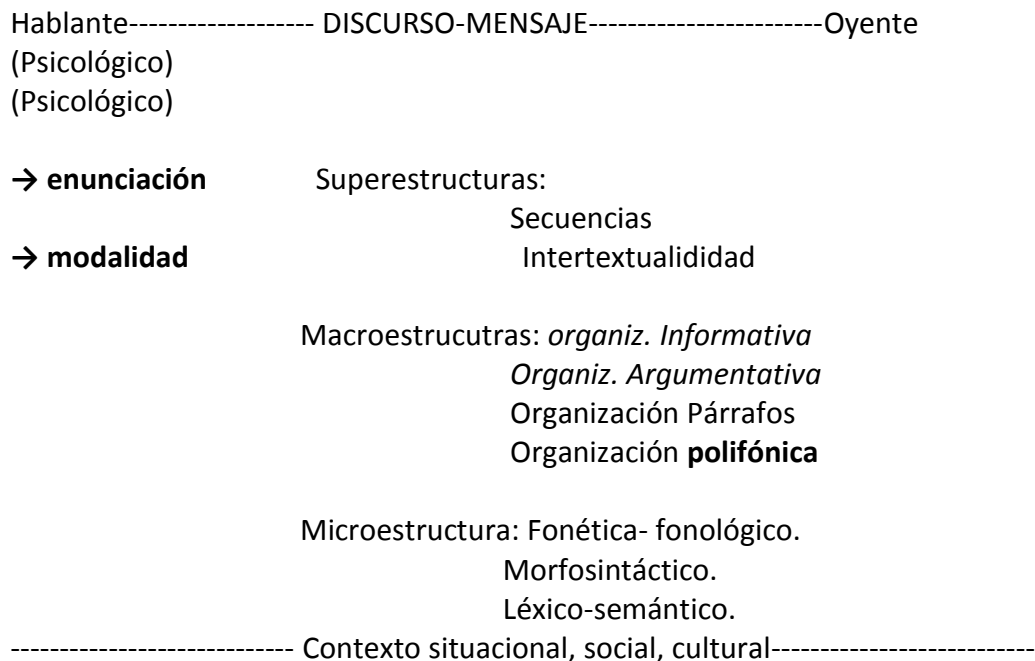 Hablante------------------- DISCURSO-MENSAJE------------------------Oyente
(Psicológico)
(Psicológico)
→ enunciación Superestructuras:
Secuencias
→ modalidad Intertextualididad
Macroestrucutras: organiz. Informativa
Organiz. Argumentativa
Organización Párrafos
Organización polifónica
Microestructura: Fonética- fonológico.
Morfosintáctico.
Léxico-semántico.
----------------------------- Contexto situacional, social, cultural--------------------------